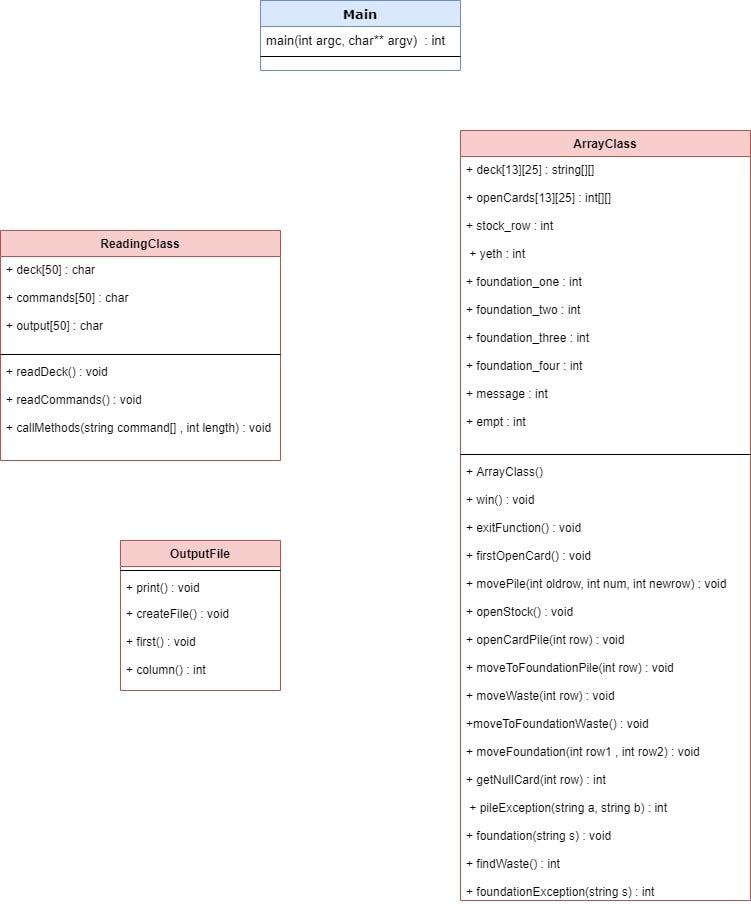 Main
main(int argc, char** argv) : int
ArrayClass
+ deck[13][25] : string[][]
+ openCards[13][25] : int[][]
+ stock_row : int
+ yeth : int
+ foundation_one : int
+ foundation_two : int
+ foundation_three : int
+ foundation_four : int
+ message : int
+ empt : int
+ ArrayClass()
+ win() : void
+ exitFunction() : void
+ firstOpenCard() : void
+ movePile(int oldrow, int num, int newrow) : void
+ openStock() : void
+ openCardPile(int row) : void
+ moveToFoundationPile(int row) : void
+ moveWaste(int row) : void
+moveToFoundationWaste() : void
+ moveFoundation(int row1 , int row2) : void
+ getNullCard(int row) : int
+ pileException(string a, string b) : int
+ foundation(string s) : void
+ findWaste() : int
+ foundationException(string s) : int
ReadingClass
+ deck[50] : char
+ commands[50] : char
+ output[50] : char
+ readDeck() : void
+ readCommands() : void
+ callMethods(string command[] , int length) : void
OutputFile
+ print() : void
+ createFile() : void
+ first() : void
+ column() : int